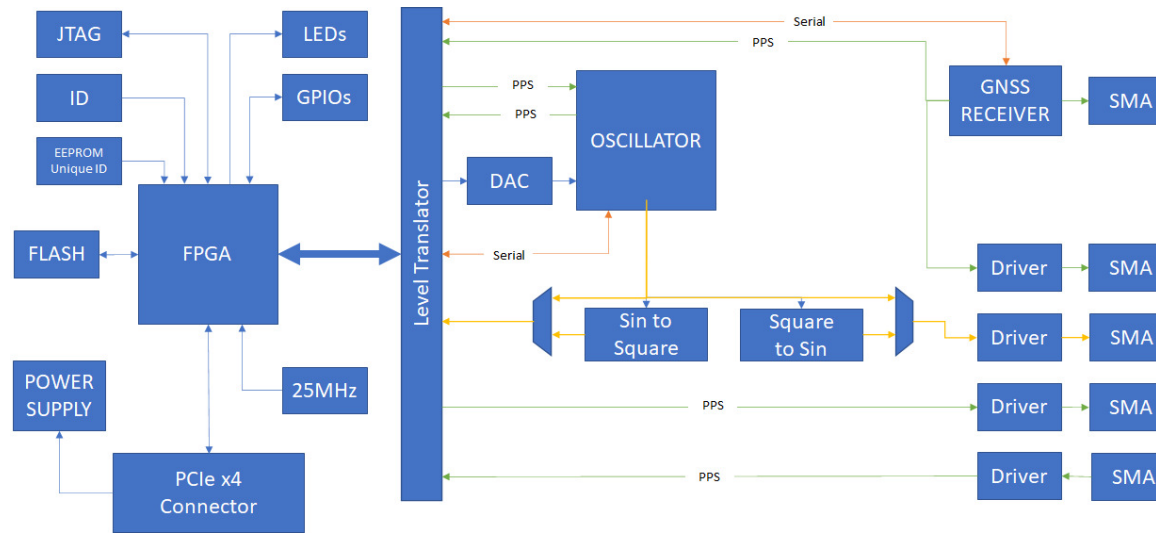 JTAG
LEDs
ID
GPIOs
EEPROM
Unique ID
FLASH
FPGA
POWER
SUPPLY
25MHz
PCIe x4
Connector
Level Translator
Serial
PPS
PPS
PPS
OSCILLATOR
DAC
Serial
GNSS
RECEIVER
SMA
Sin to
Square
Square
to Sin
Driver
SMA
Driver
SMA
PPS
Driver
SMA
PPS
Driver
SMA